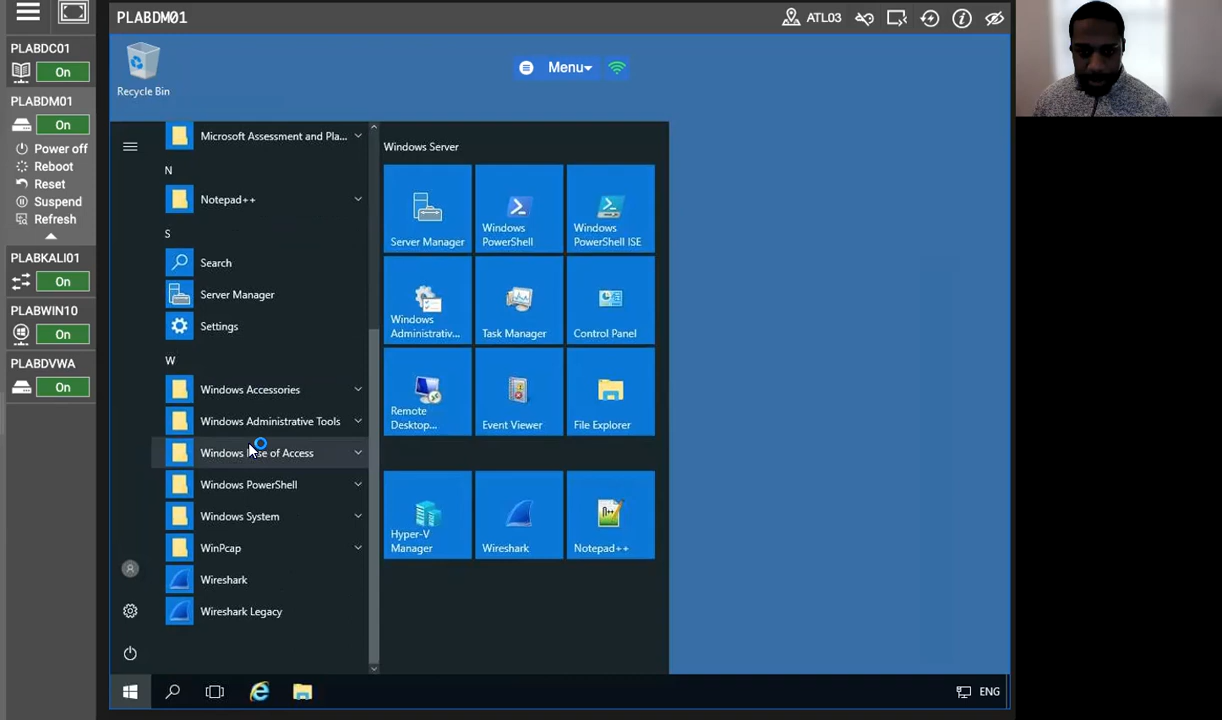 PLABDC01
On
PLABDM01
On
Power off
Reboot
Reset
Suspend
Refresh
PLABKALI01
On
PLABWIN10
On
PLABDVWA
On
PLABDM01
ATL03
Recycle Bin
Menu
Microsoft Assessment and Pla...
N
Notepad++
S
Search
Server Manager
Settings
W
Windows Accessories
Windows Administrative Tools
Windows Ease of Access
Windows PowerShell
Windows System
WinPcap
Wireshark
Wireshark Legacy
Windows Server
Server Manager
Windows
PowerShell
Windows
PowerShell ISE
Windows
Administrativ...
Task Manager
Control Panel
Remote
Desktop...
Event Viewer
File Explorer
Hyper-V
Manager
Wireshark
Notepad++
ENG